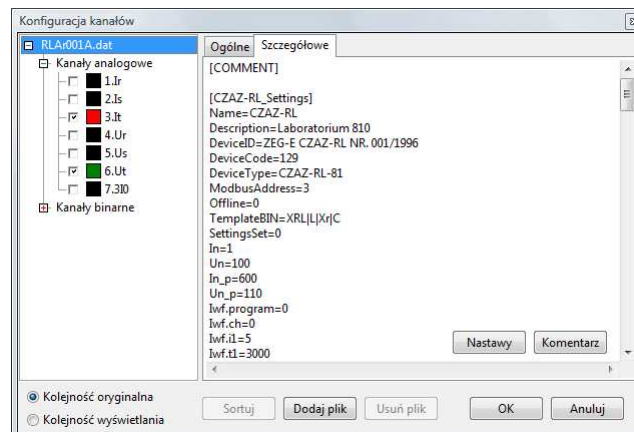 Konfiguracja kanałów
RLAr001A.dat
Kanały analogowe
1.Ir
2.Is
3.It
4.Ur
5.Us
6.Ut
7.3I0
Kanały binarne
Kolejność oryginalna
Kolejność wyświetlania
Ogólne Szczegółowe
[COMMENT]
[CZAZ-RL_Settings]
Name=CZAZ-RL
Description=Laboratorium 810
DeviceID=ZEG-E CZAZ-RL NR. 001/1996
DeviceCode=129
DeviceType=CZAZ-RL-81
ModbusAddress=3
Offline=0
TemplateBIN=XRL|L|Xr|C
SettingsSet=0
In=1
Un=100
In_p=600
Un_p=110
Iwf.program=0
Iwf.ch=0
Iwf.i1=5
Iwf.t1=3000
Nastawy Komentarz
Sortuj Dodaj plik Usuń plik OK Anuluj